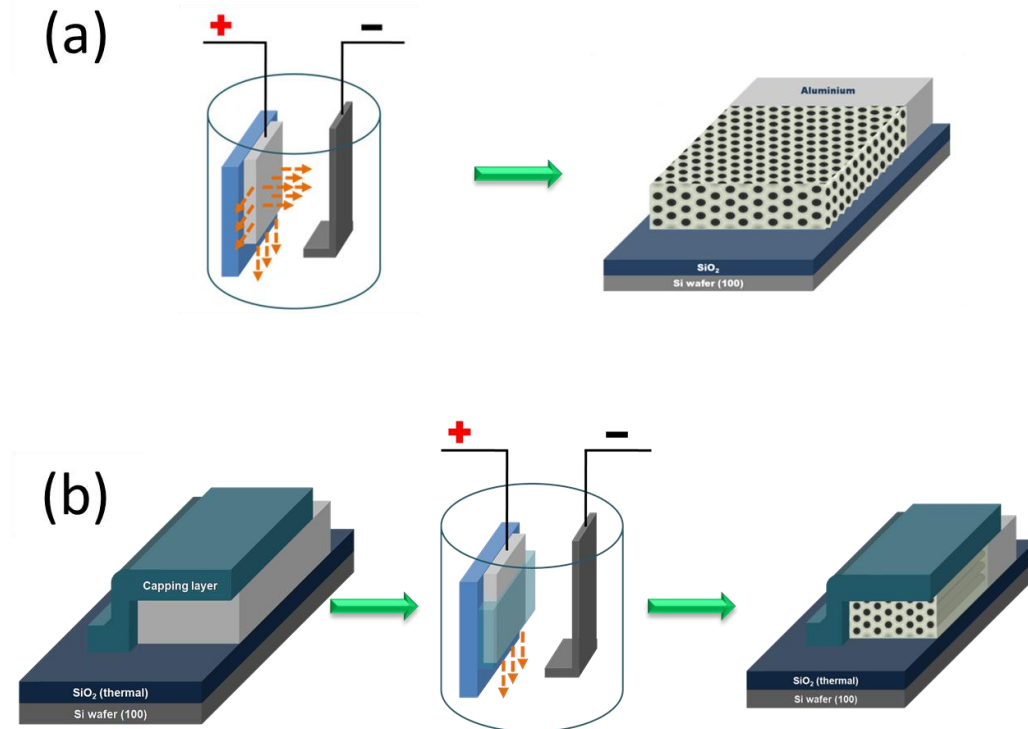 (a)
+
−
Aluminium
SiO₂
Si wafer (100)
(b)
+
−
Capping layer
SiO₂ (thermal)
Si wafer (100)
SiO₂ (thermal)
Si wafer (100)